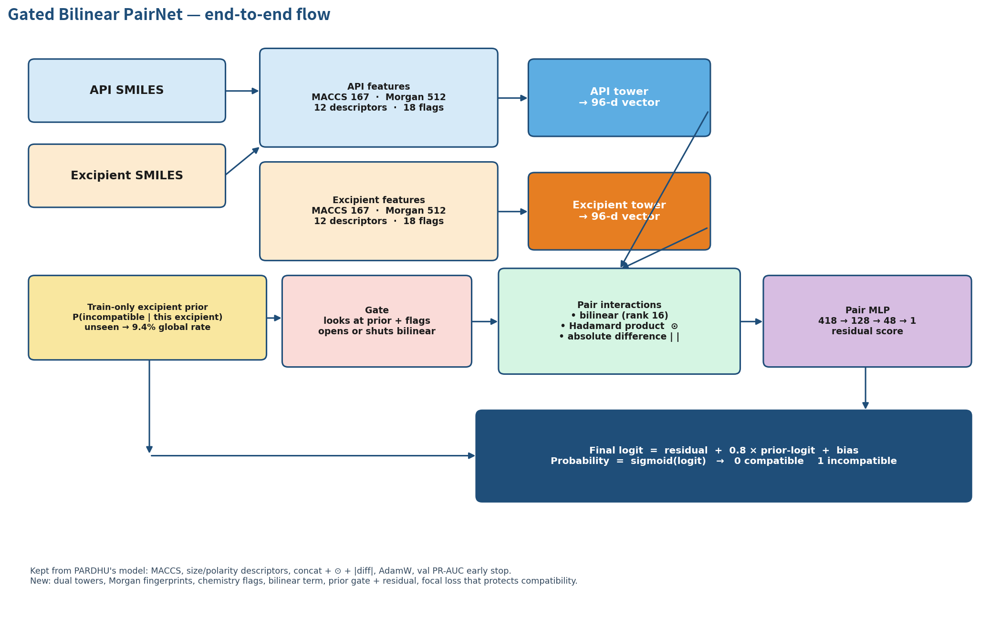 Gated Bilinear PairNet — end-to-end flow
API SMILES
API features
MACCS 167 · Morgan 512
12 descriptors · 18 flags
API tower
→ 96-d vector
Excipient SMILES
Excipient features
MACCS 167 · Morgan 512
12 descriptors · 18 flags
Excipient tower
→ 96-d vector
Train-only excipient prior
P(incompatible | this excipient)
unseen → 9.4% global rate
Gate
looks at prior + flags
opens or shuts bilinear
Pair interactions
• bilinear (rank 16)
• Hadamard product ⊙
• absolute difference | |
Pair MLP
418 → 128 → 48 → 1
residual score
Final logit = residual + 0.8 × prior-logit + bias
Probability = sigmoid(logit) → 0 compatible 1 incompatible
Kept from PARDHU's model: MACCS, size/polarity descriptors, concat + ⊙ + |diff|, AdamW, val PR-AUC early stop.
New: dual towers, Morgan fingerprints, chemistry flags, bilinear term, prior gate + residual, focal loss that protects compatibility.